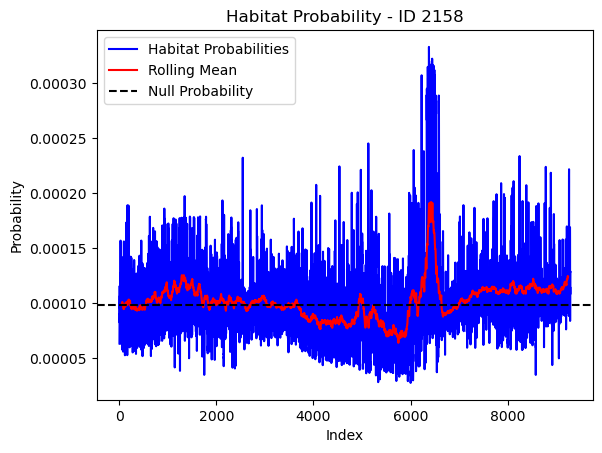 Habitat Probability - ID 2158
Habitat Probabilities
Rolling Mean
Null Probability
0.00030
0.00025
0.00020
0.00015
0.00010
0.00005
Probability
0
2000
4000
6000
8000
Index